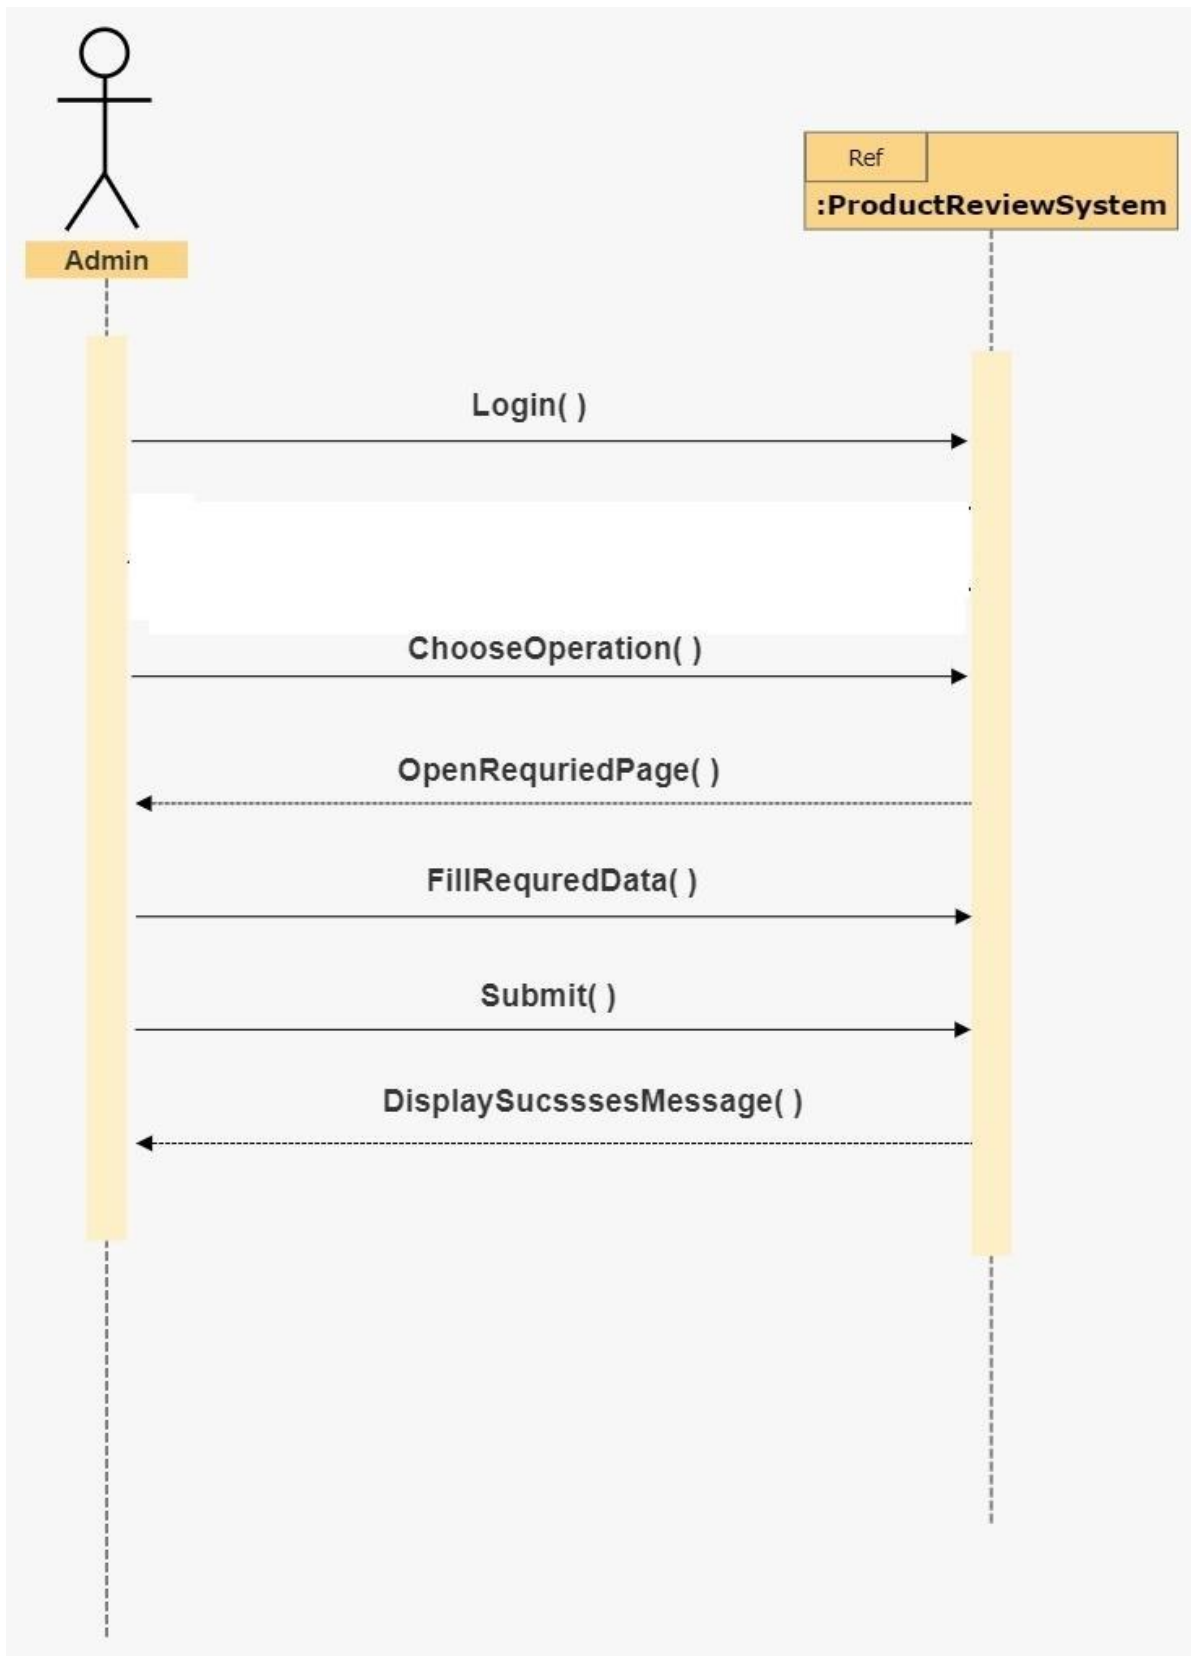 Ref
:ProductReviewSystem
Admin
Login( )
ChooseOperation( )
OpenRequriedPage( )
FillRequredData( )
Submit( )
DisplaySucsssesMessage( )